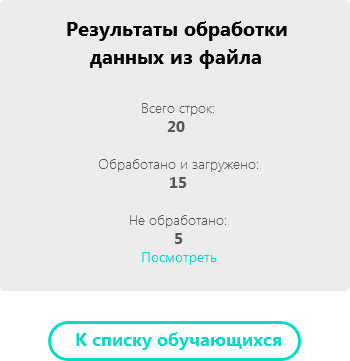 Результаты обработки
данных из файла
Всего строк:
20
Обработано и загружено:
15
Не обработано:
5
Посмотреть
К списку обучающихся